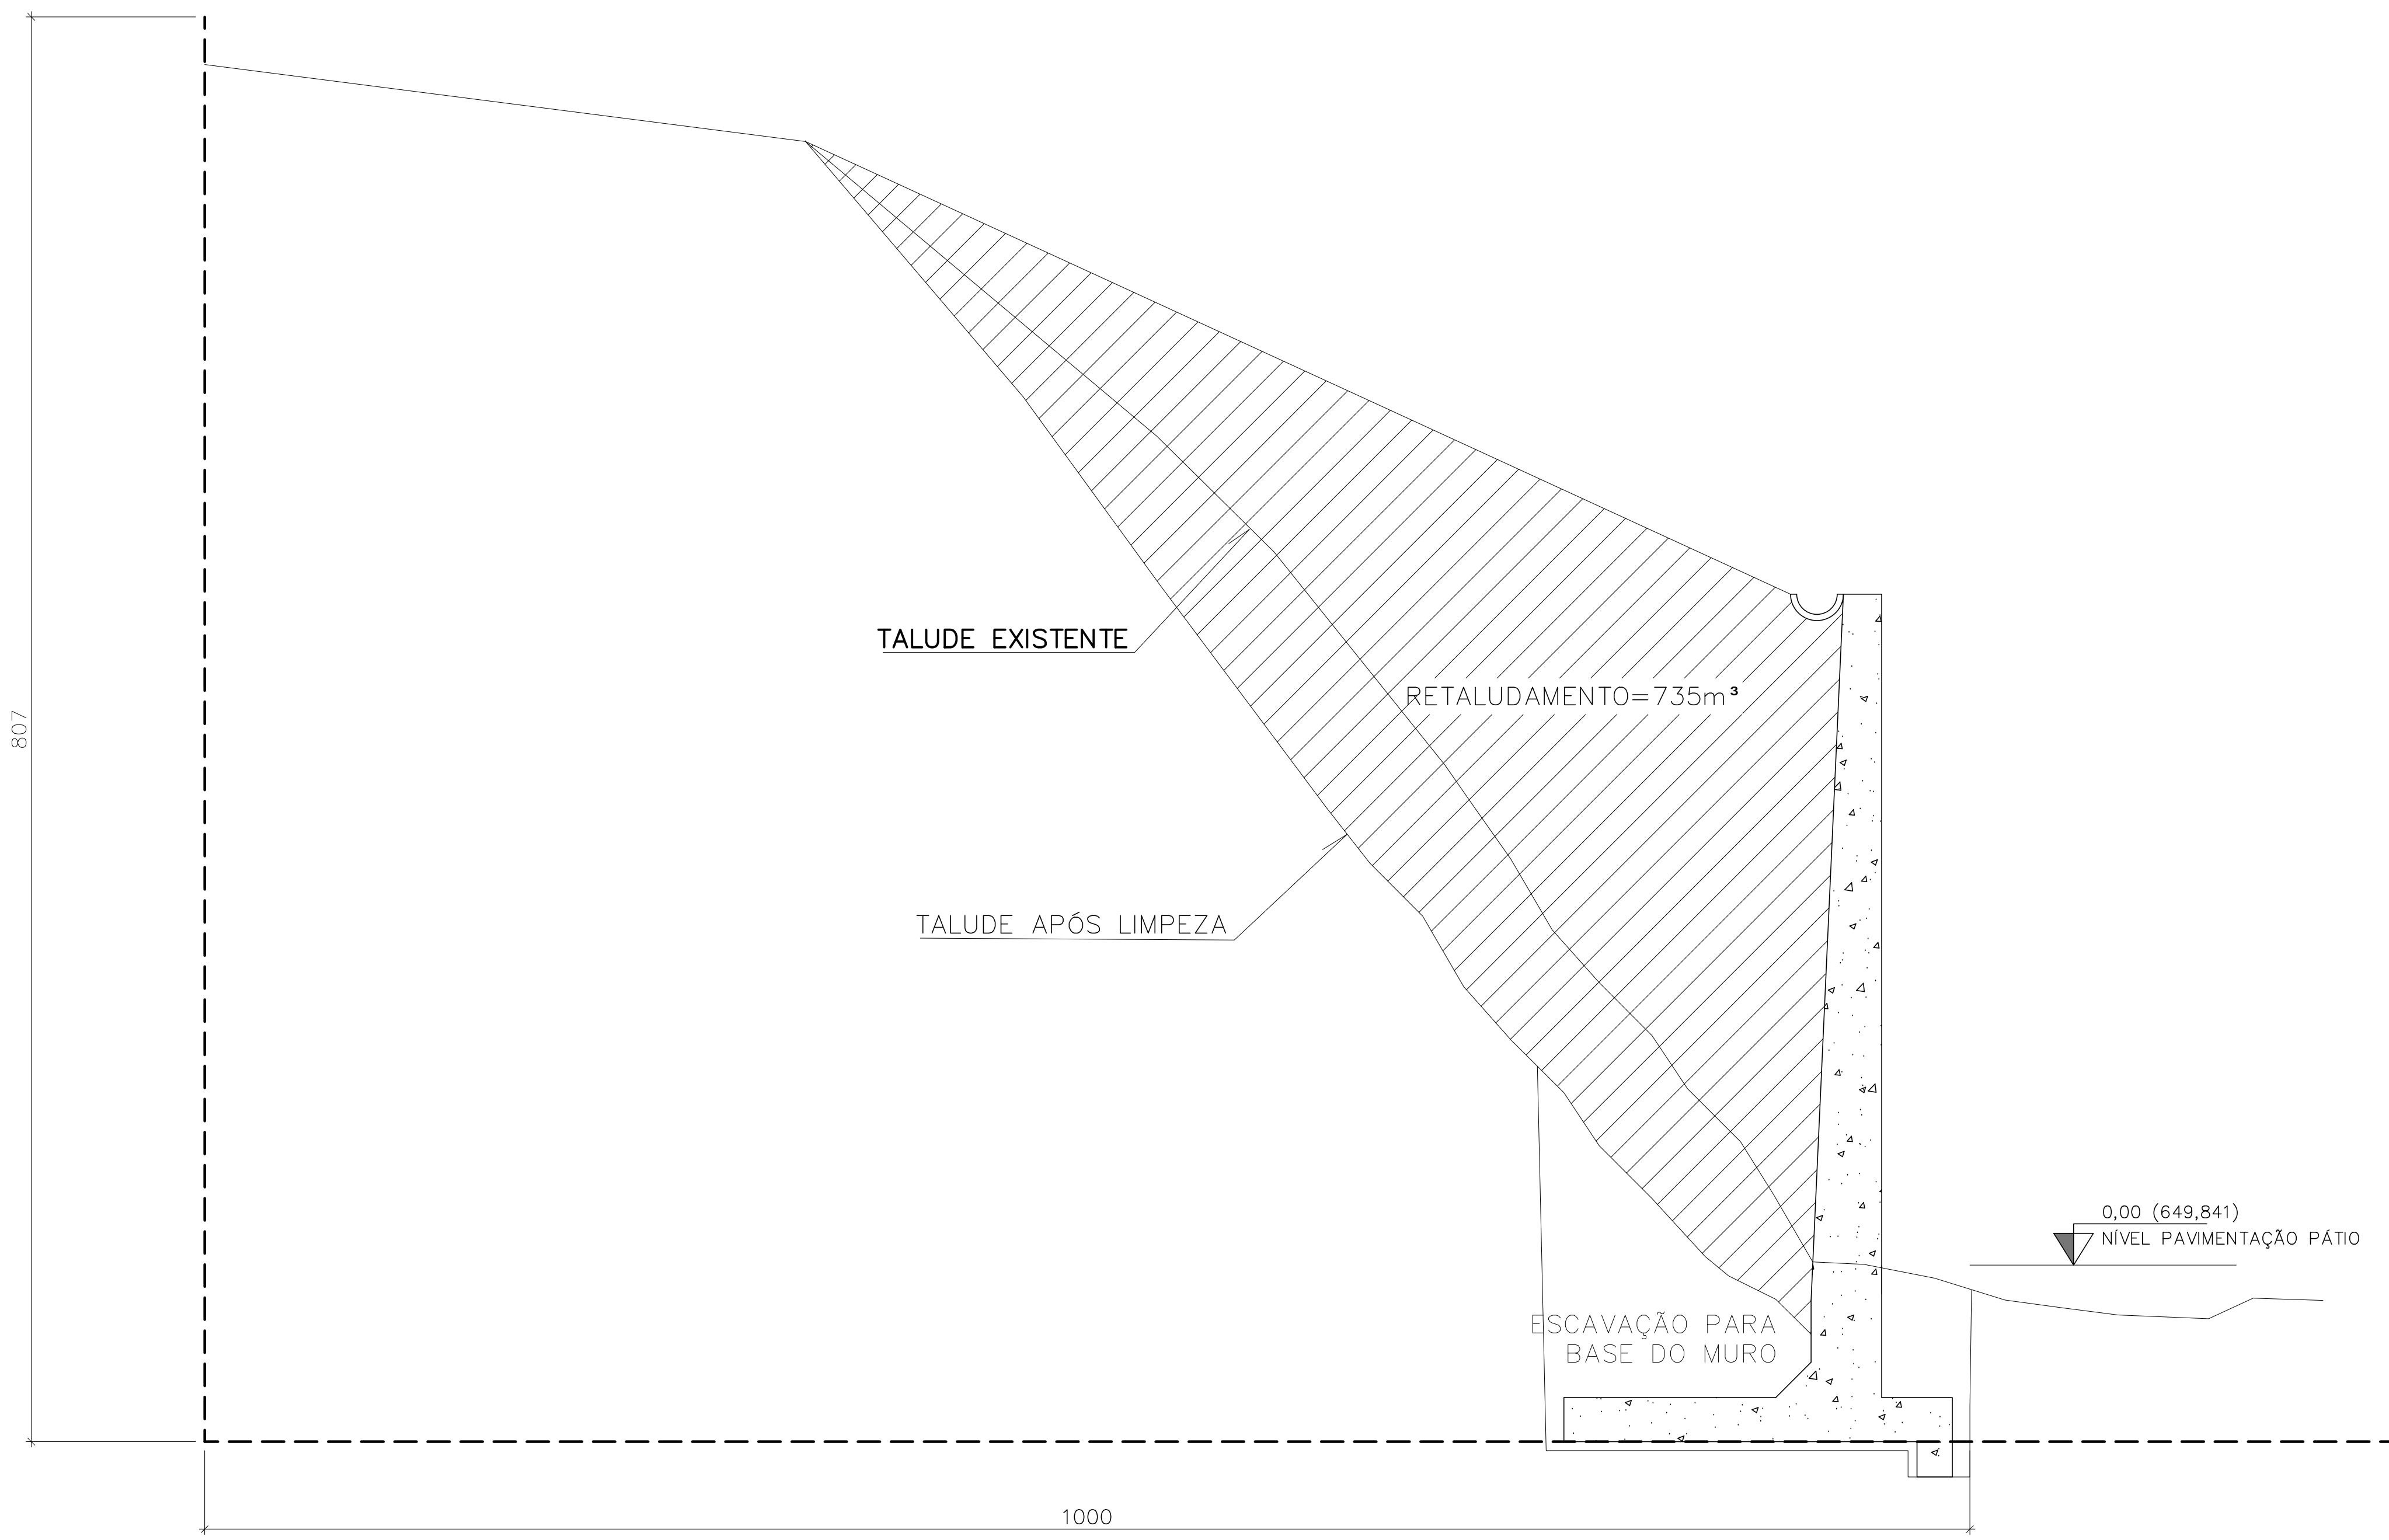 807
TALUDE EXISTENTE
RETALUDAMENTO=735m³
TALUDE APÓS LIMPEZA
0,00 (649,841)
NÍVEL PAVIMENTAÇÃO PÁTIO
ESCAVAÇÃO PARA
BASE DO MURO
1000